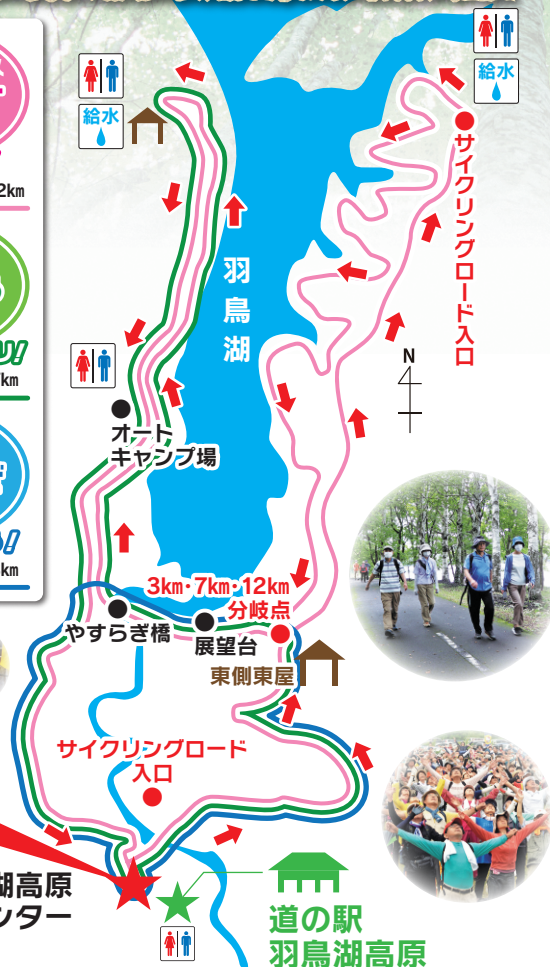 給水
給水
2km
サイクリングロード入口
羽鳥湖
り!
km
N
オート
キャンプ場
!
km
3km・7km・12km
分岐点
やすらぎ橋
展望台
東側東屋
サイクリングロード
入口
湖高原
ンター
道の駅
羽鳥湖高原